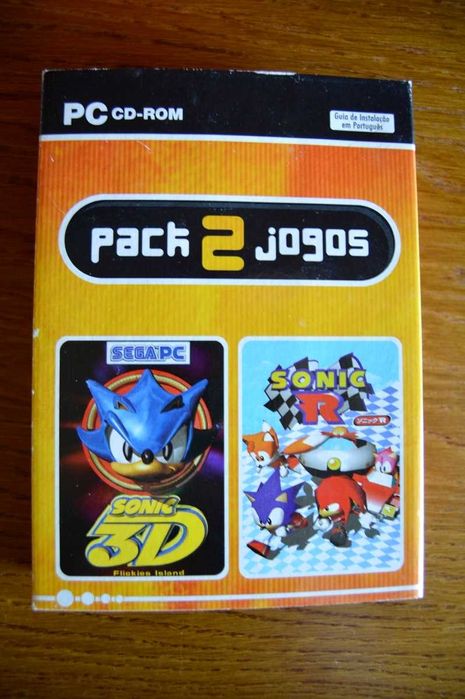 PC CD-ROM
Guia de Instalação
em Português
pack 2 jogos
SEGA PC
SONIC
3D
Flickies Island
SONIC
R
ソニックR